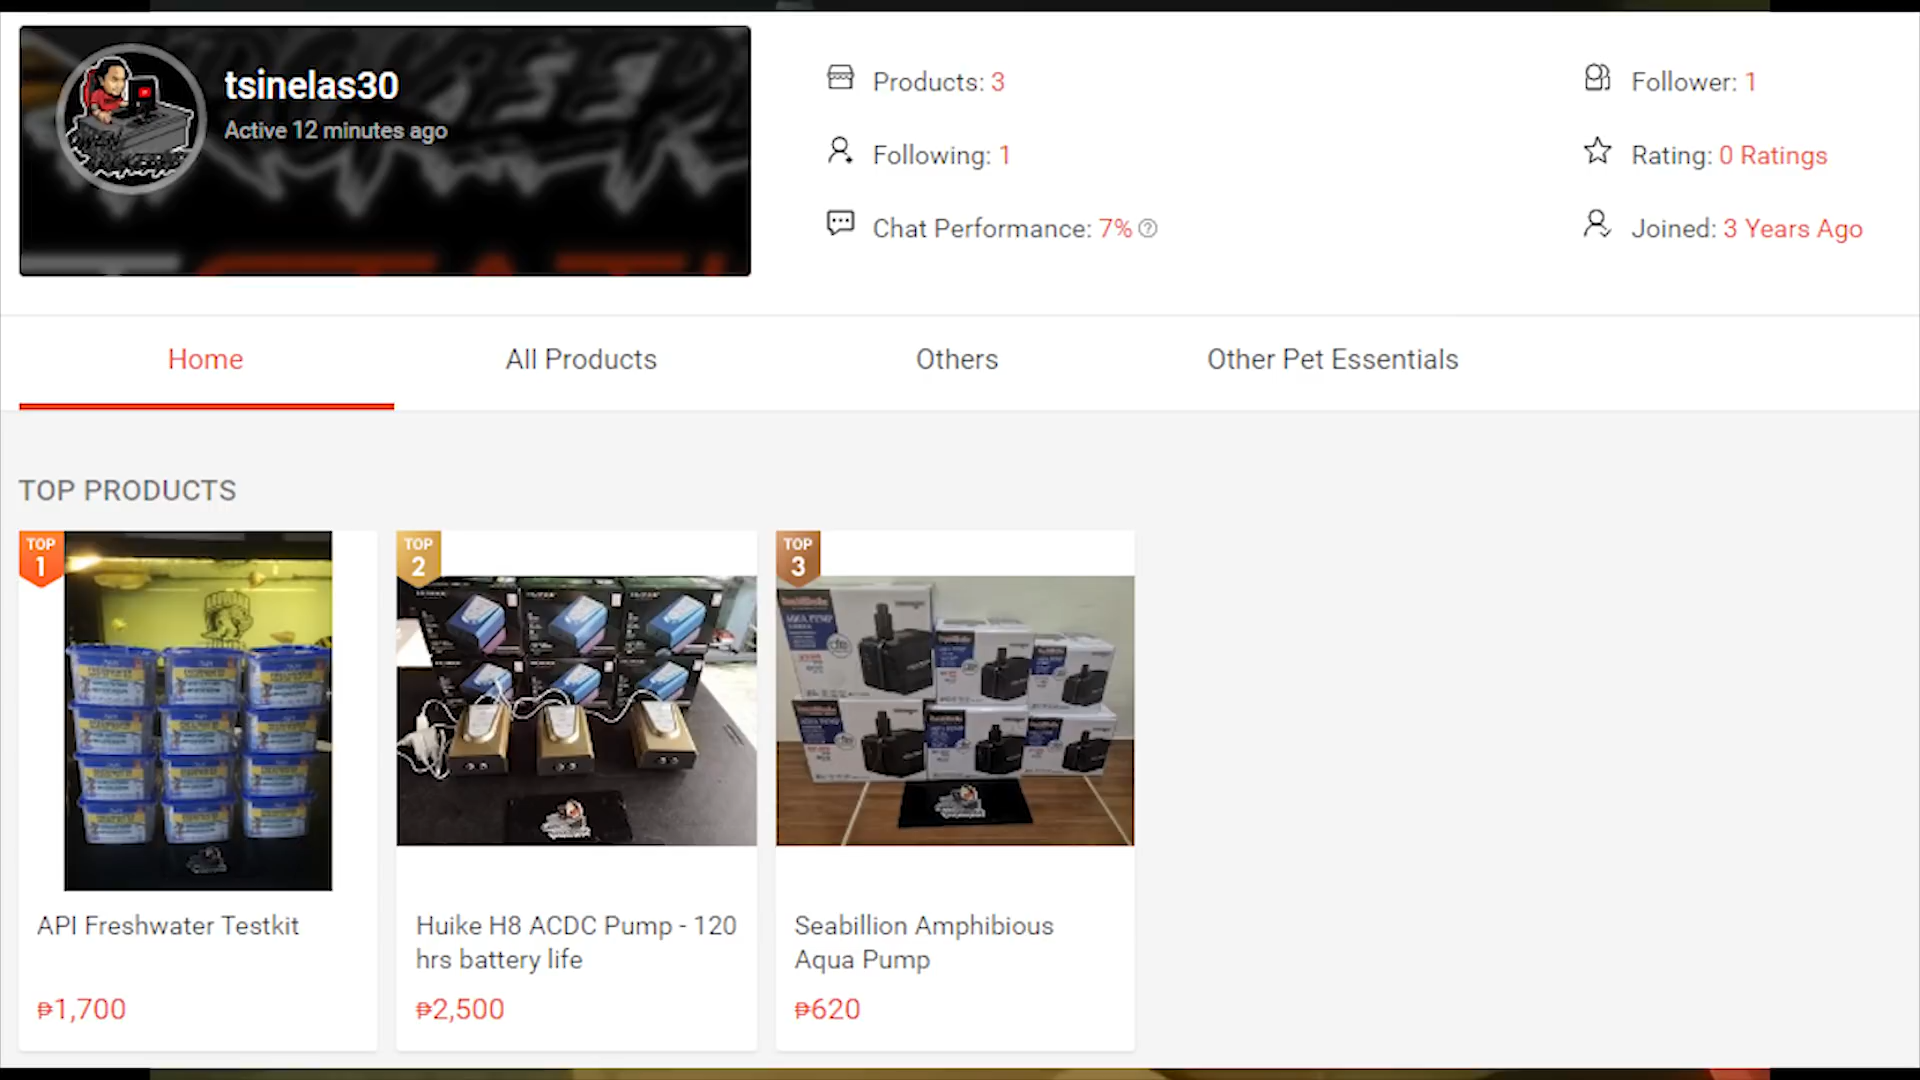 tsinelas30
Active 12 minutes ago
Products: 3
Following: 1
Chat Performance: 7%
Follower: 1
Rating: 0 Ratings
Joined: 3 Years Ago
Home
All Products
Others
Other Pet Essentials
TOP PRODUCTS
TOP
1
TOP
2
TOP
3
AQUA PUMP
API Freshwater Testkit
₱1,700
Huike H8 ACDC Pump - 120
hrs battery life
₱2,500
Seabillion Amphibious
Aqua Pump
₱620